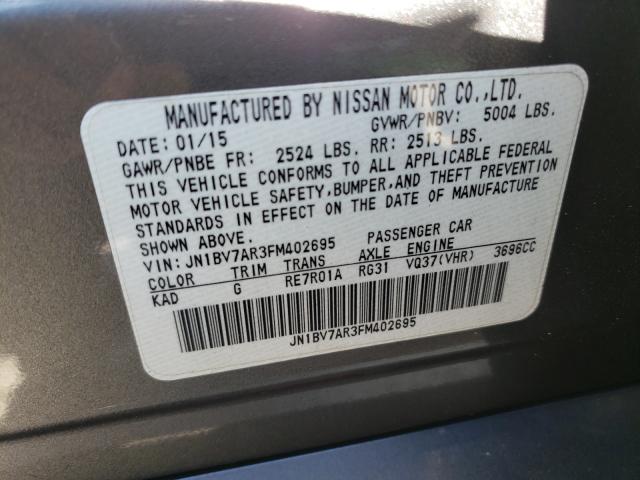 MANUFACTURED BY NISSAN MOTOR CO.,LTD.
DATE: 01/15 GVWR/PNBV: 5004 LBS.
GAWR/PNBE FR: 2524 LBS. RR: 2513 LBS.
THIS VEHICLE CONFORMS TO ALL APPLICABLE FEDERAL
MOTOR VEHICLE SAFETY,BUMPER,AND THEFT PREVENTION
STANDARDS IN EFFECT ON THE DATE OF MANUFACTURE
SHOWN ABOVE.
VIN: JN1BV7AR3FM402695 PASSENGER CAR
COLOR TRIM TRANS AXLE ENGINE
KAD G RE7R01A RG31 VQ37(VHR) 3696CC
JN1BV7AR3FM402695